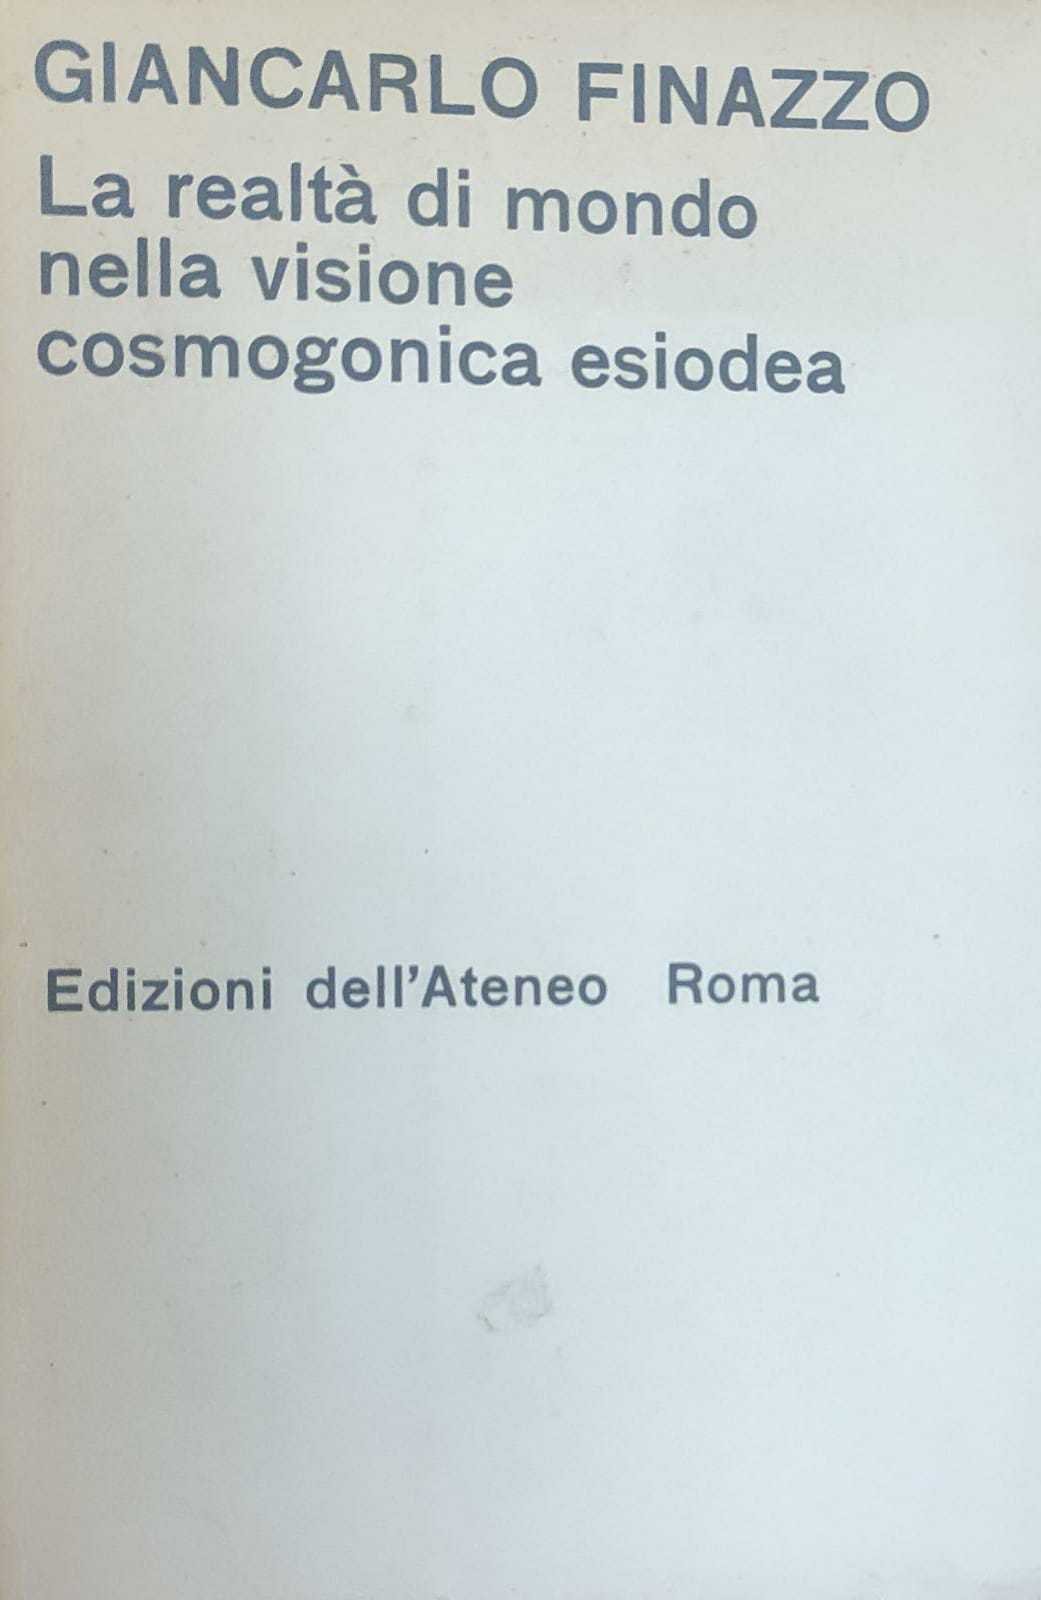 GIANCARLO FINAZZO
La realtà di mondo
nella visione
cosmogonica esiodea
Edizioni dell'Ateneo Roma